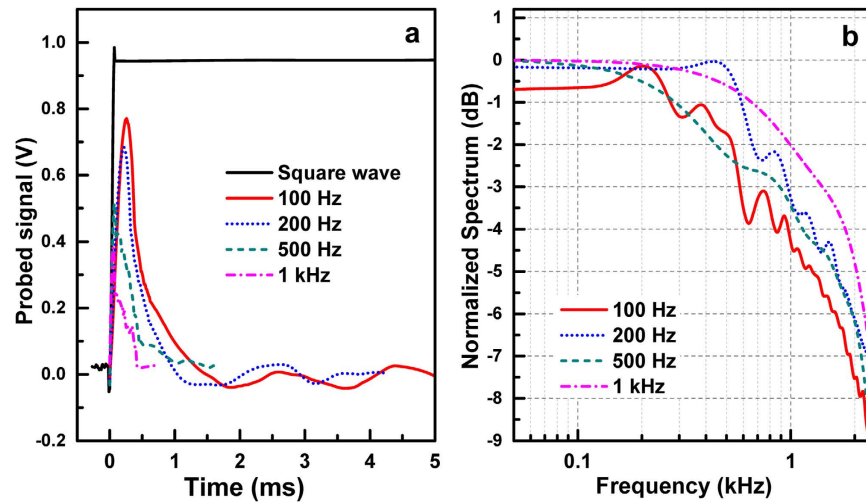 a
1.0
0.8
0.6
0.4
0.2
0.0
-0.2
Probed signal (V)
Square wave
100 Hz
200 Hz
500 Hz
1 kHz
0 1 2 3 4 5
Time (ms)
b
1
0
-1
-2
-3
-4
-5
-6
-7
-8
-9
Normalized Spectrum (dB)
100 Hz
200 Hz
500 Hz
1 kHz
0.1 1
Frequency (kHz)